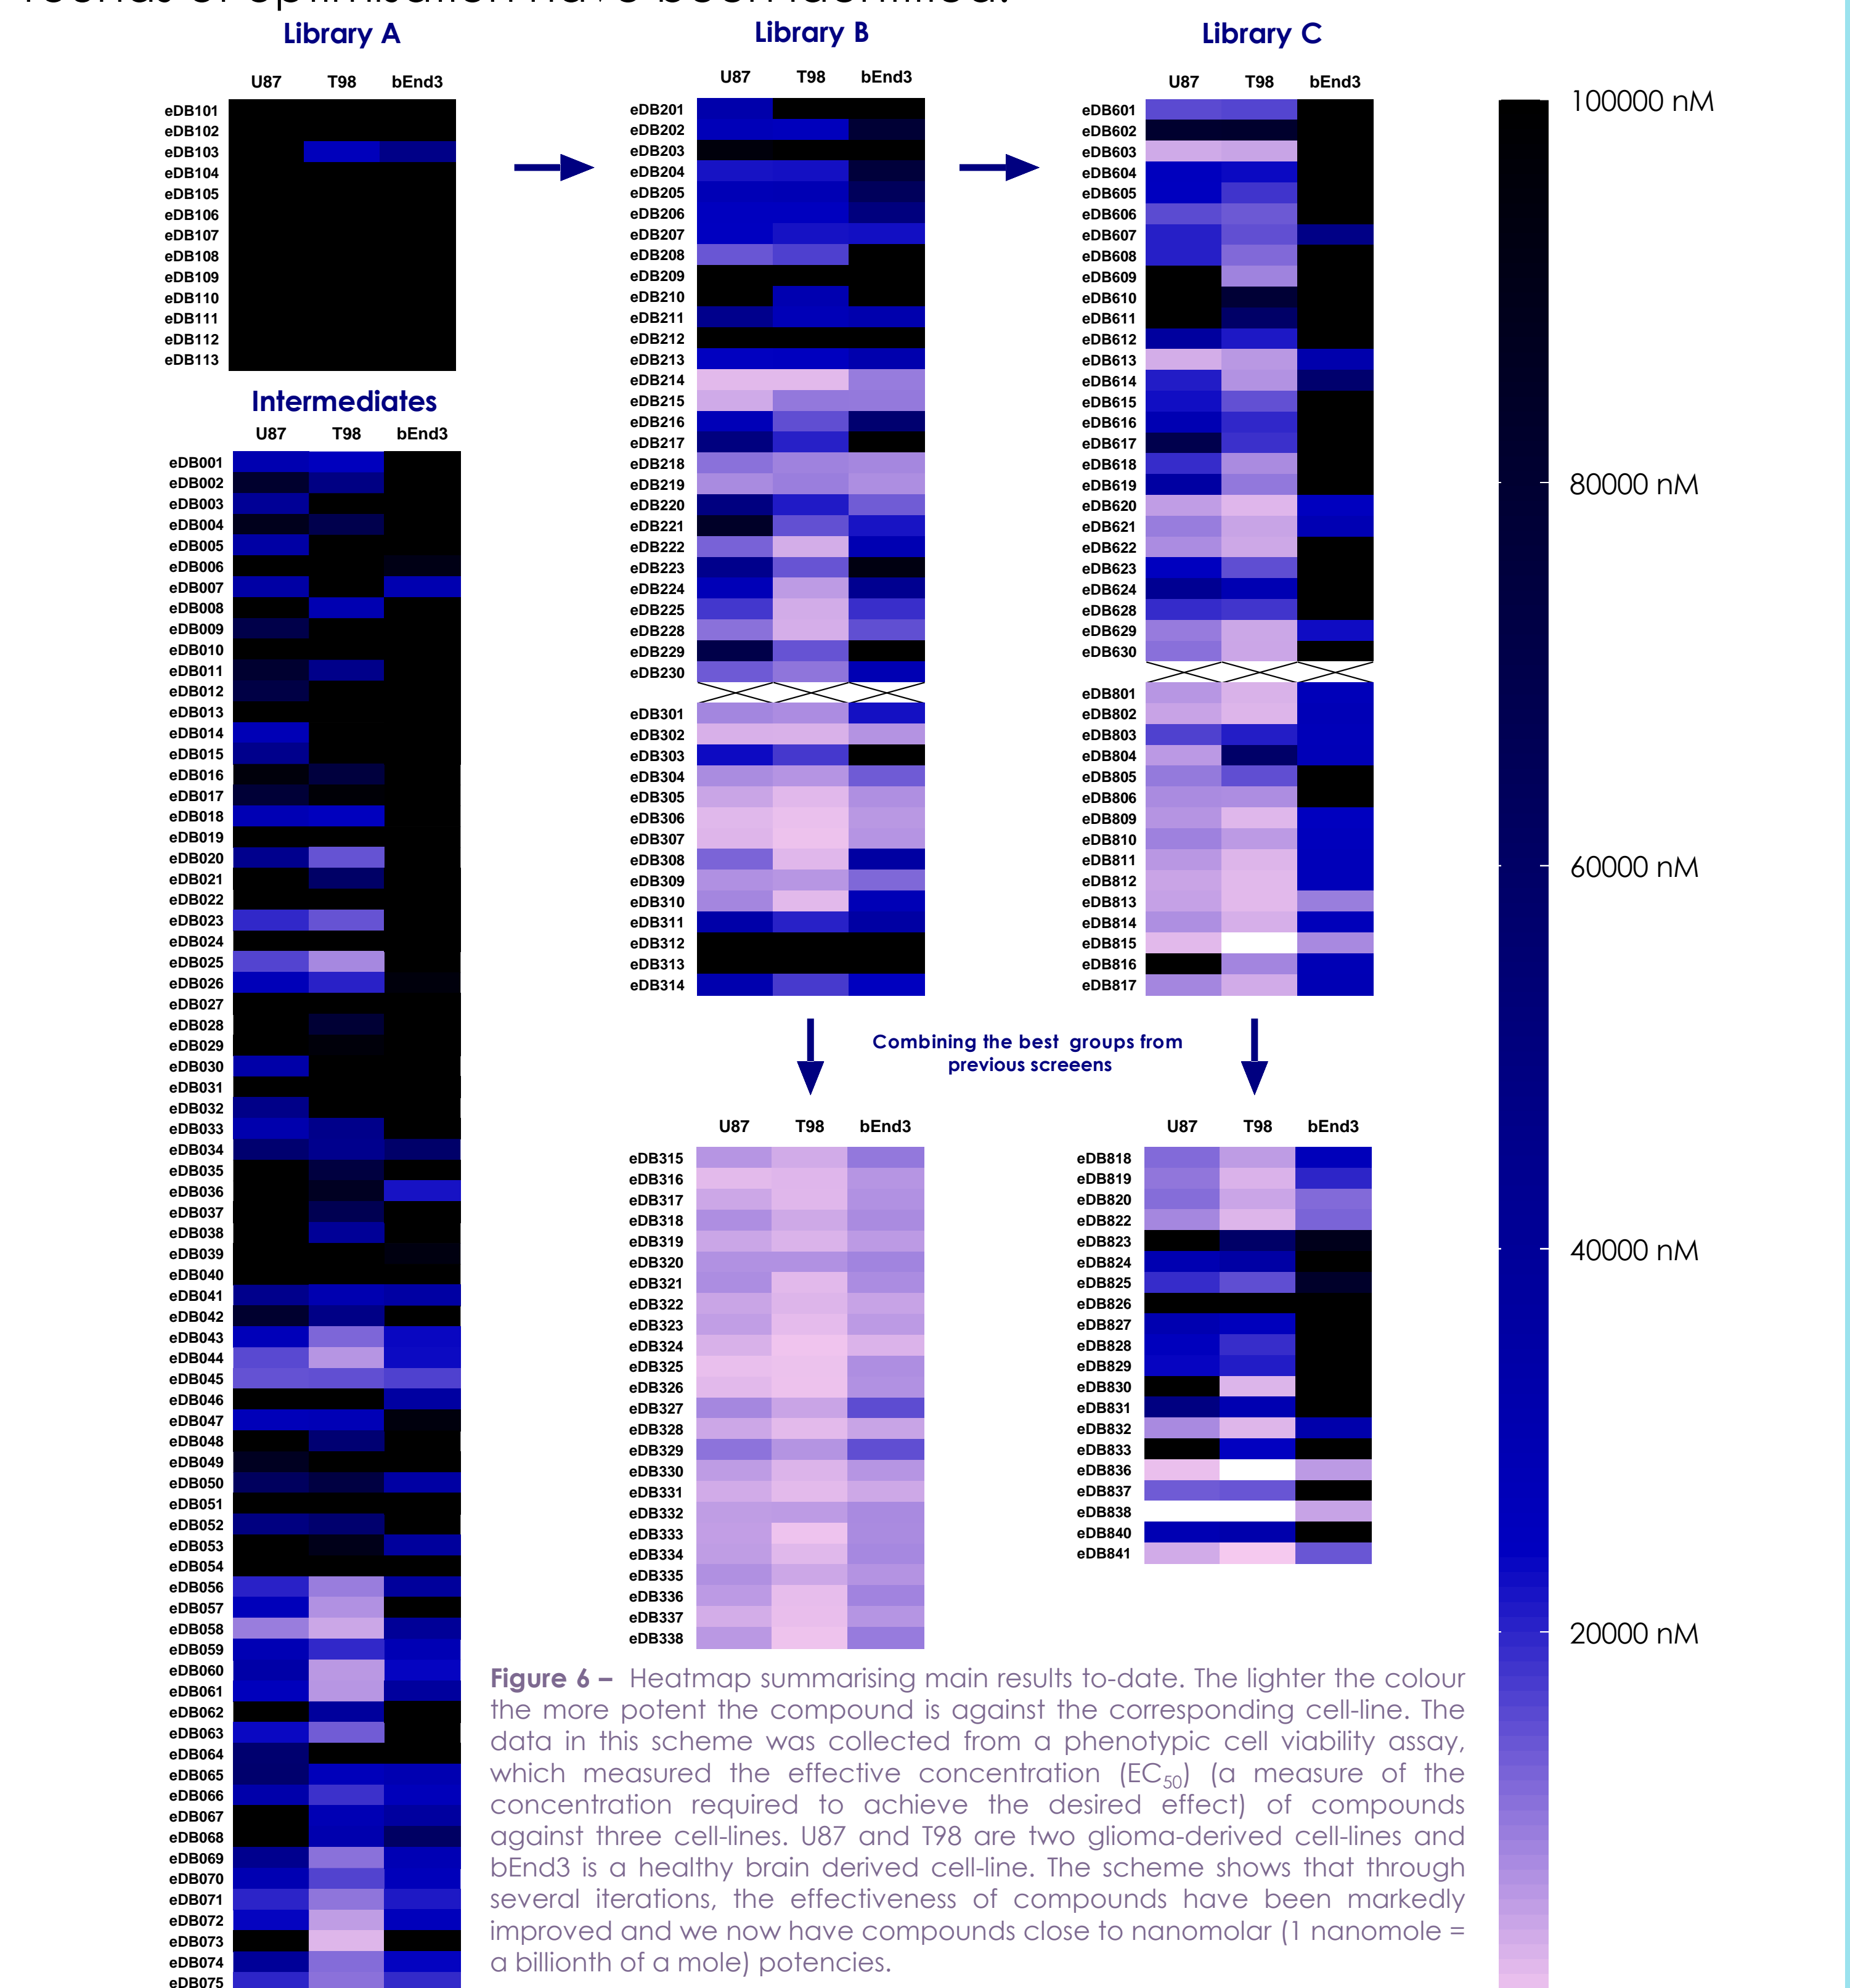 rounds of optimisation have been identified.
Library A
U87 T98 bEnd3
eDB101
eDB102
eDB103
eDB104
eDB105
eDB106
eDB107
eDB108
eDB109
eDB110
eDB111
eDB112
eDB113
Intermediates
U87 T98 bEnd3
eDB001
eDB002
eDB003
eDB004
eDB005
eDB006
eDB007
eDB008
eDB009
eDB010
eDB011
eDB012
eDB013
eDB014
eDB015
eDB016
eDB017
eDB018
eDB019
eDB020
eDB021
eDB022
eDB023
eDB024
eDB025
eDB026
eDB027
eDB028
eDB029
eDB030
eDB031
eDB032
eDB033
eDB034
eDB035
eDB036
eDB037
eDB038
eDB039
eDB040
eDB041
eDB042
eDB043
eDB044
eDB045
eDB046
eDB047
eDB048
eDB049
eDB050
eDB051
eDB052
eDB053
eDB054
eDB056
eDB057
eDB058
eDB059
eDB060
eDB061
eDB062
eDB063
eDB064
eDB065
eDB066
eDB067
eDB068
eDB069
eDB070
eDB071
eDB072
eDB073
eDB074
eDB075
Library B
U87 T98 bEnd3
eDB201
eDB202
eDB203
eDB204
eDB205
eDB206
eDB207
eDB208
eDB209
eDB210
eDB211
eDB212
eDB213
eDB214
eDB215
eDB216
eDB217
eDB218
eDB219
eDB220
eDB221
eDB222
eDB223
eDB224
eDB225
eDB228
eDB229
eDB230
eDB301
eDB302
eDB303
eDB304
eDB305
eDB306
eDB307
eDB308
eDB309
eDB310
eDB311
eDB312
eDB313
eDB314
Library C
U87 T98 bEnd3
eDB601
eDB602
eDB603
eDB604
eDB605
eDB606
eDB607
eDB608
eDB609
eDB610
eDB611
eDB612
eDB613
eDB614
eDB615
eDB616
eDB617
eDB618
eDB619
eDB620
eDB621
eDB622
eDB623
eDB624
eDB628
eDB629
eDB630
eDB801
eDB802
eDB803
eDB804
eDB805
eDB806
eDB809
eDB810
eDB811
eDB812
eDB813
eDB814
eDB815
eDB816
eDB817
Combining the best groups from
previous screeens
U87 T98 bEnd3
eDB315
eDB316
eDB317
eDB318
eDB319
eDB320
eDB321
eDB322
eDB323
eDB324
eDB325
eDB326
eDB327
eDB328
eDB329
eDB330
eDB331
eDB332
eDB333
eDB334
eDB335
eDB336
eDB337
eDB338
U87 T98 bEnd3
eDB818
eDB819
eDB820
eDB822
eDB823
eDB824
eDB825
eDB826
eDB827
eDB828
eDB829
eDB830
eDB831
eDB832
eDB833
eDB836
eDB837
eDB838
eDB840
eDB841
100000 nM
80000 nM
60000 nM
40000 nM
20000 nM
Figure 6 – Heatmap summarising main results to-date. The lighter the colour
the more potent the compound is against the corresponding cell-line. The
data in this scheme was collected from a phenotypic cell viability assay,
which measured the effective concentration (EC50) (a measure of the
concentration required to achieve the desired effect) of compounds
against three cell-lines. U87 and T98 are two glioma-derived cell-lines and
bEnd3 is a healthy brain derived cell-line. The scheme shows that through
several iterations, the effectiveness of compounds have been markedly
improved and we now have compounds close to nanomolar (1 nanomole =
a billionth of a mole) potencies.